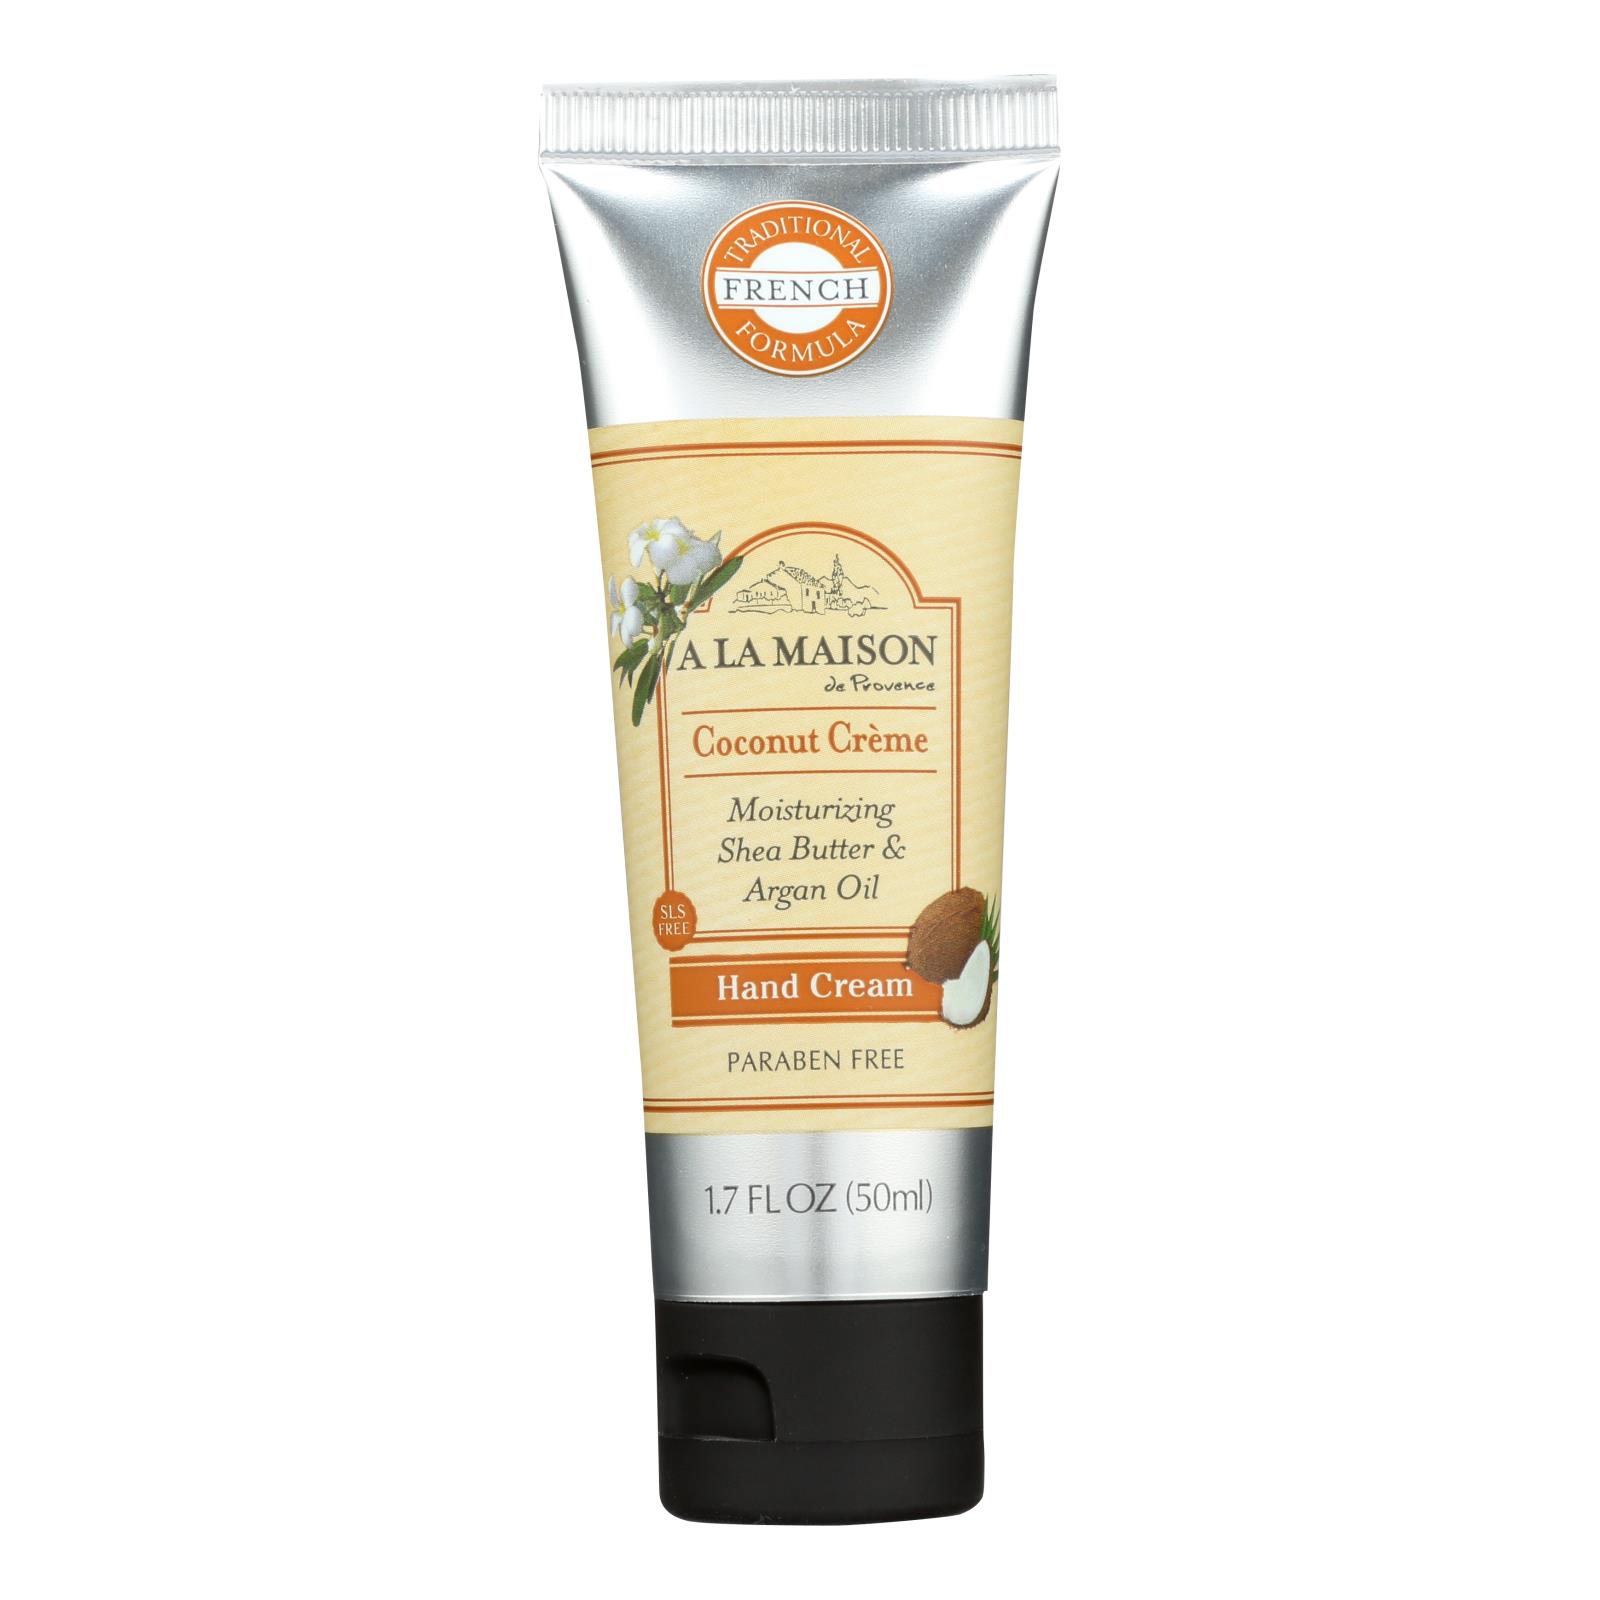 TRADITIONAL
FRENCH
FORMULA
A LA MAISON
de Provence
Coconut Crème
Moisturizing
Shea Butter &
Argan Oil
SLS
FREE
Hand Cream
PARABEN FREE
1.7 FL OZ (50ml)